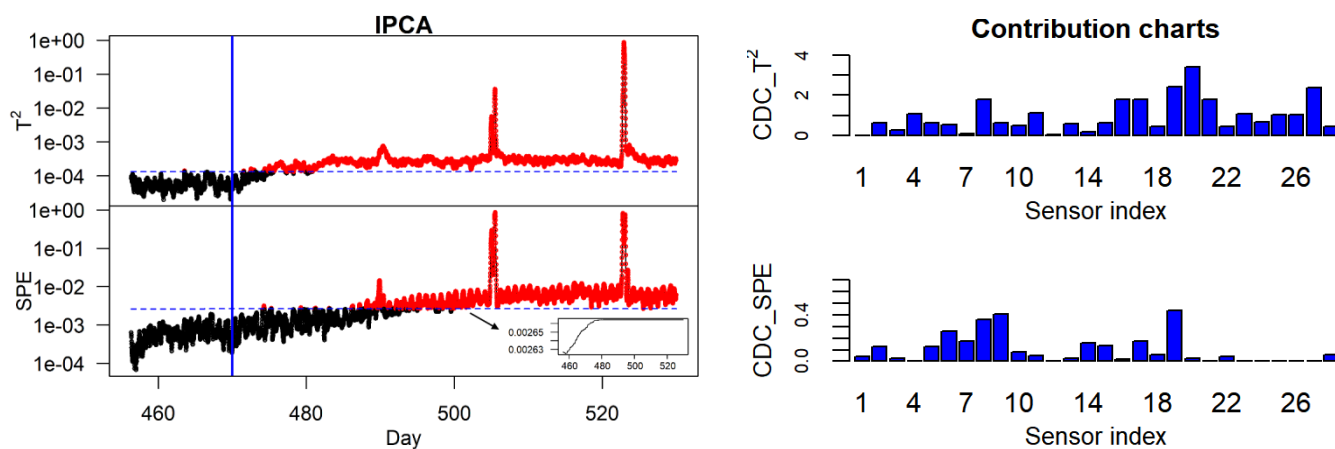 IPCA
1e+00
1e-01
1e-02
1e-03
1e-04
T²
1e+00
1e-01
1e-02
1e-03
1e-04
SPE
0.00265
0.00263
460 480 500 520
460 480 500 520
Day
Contribution charts
CDC_T²
4
2
0
1 4 7 10 14 18 22 26
Sensor index
CDC_SPE
0.4
0.0
1 4 7 10 14 18 22 26
Sensor index